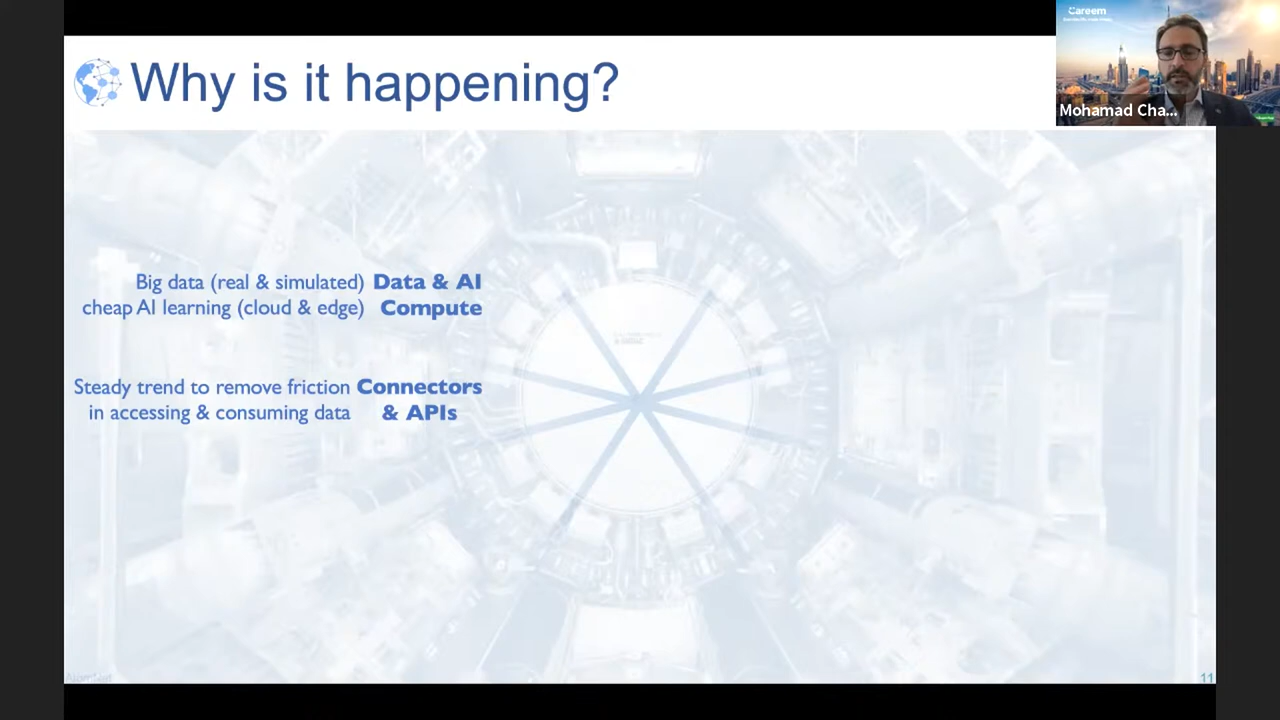 Why is it happening?
Careem
Mohamad Cha...
Big data (real & simulated) Data & AI
cheap AI learning (cloud & edge) Compute
Steady trend to remove friction Connectors
in accessing & consuming data & APIs
11